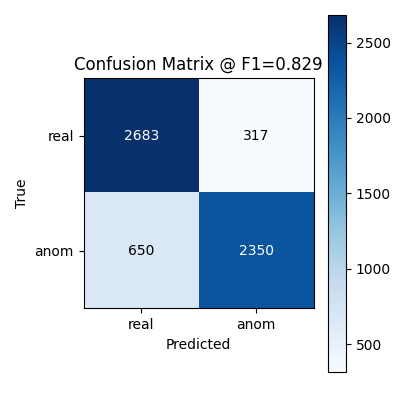 Confusion Matrix @ F1=0.829
True
real
2683
317
anom
650
2350
real
anom
Predicted
2500
2000
1500
1000
500